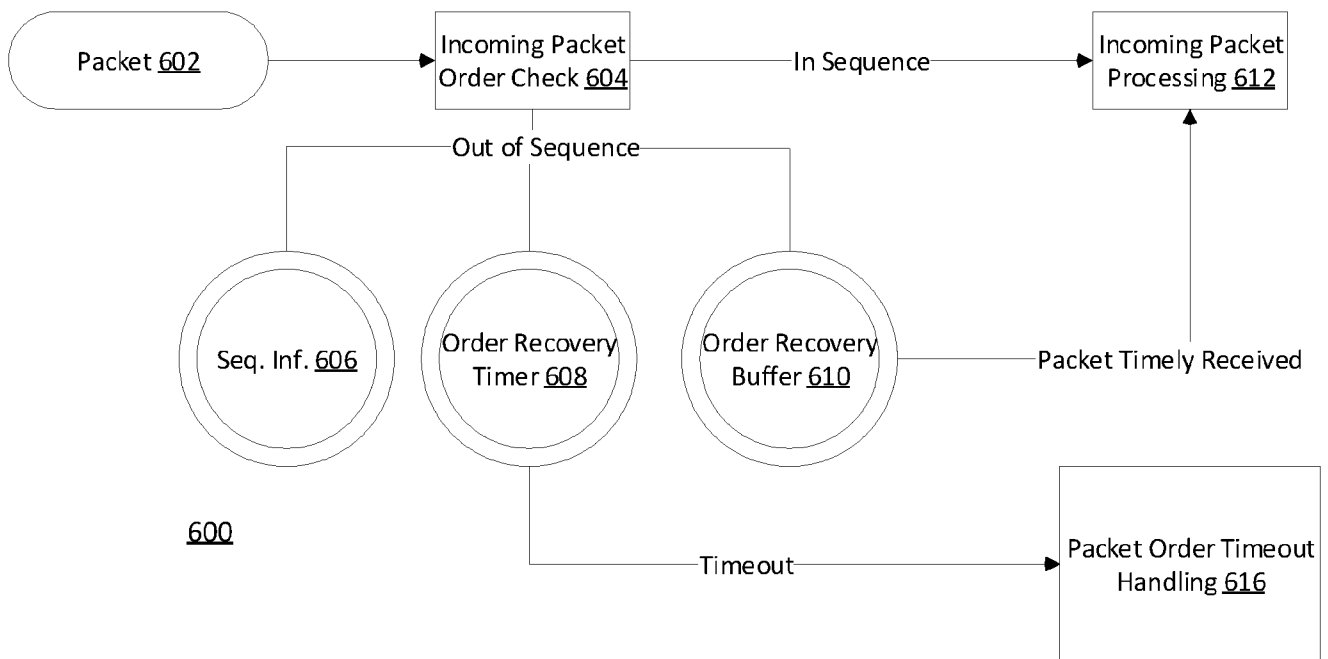 Packet 602
Incoming Packet
Order Check 604
In Sequence
Incoming Packet
Processing 612
Out of Sequence
Seq. Inf. 606
Order Recovery
Timer 608
Order Recovery
Buffer 610
Packet Timely Received
600
Timeout
Packet Order Timeout
Handling 616